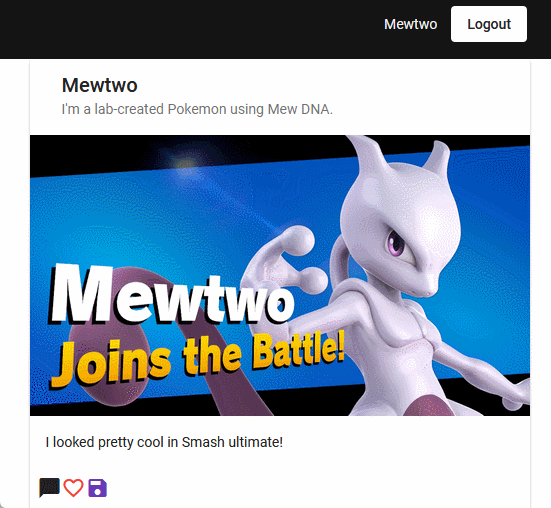 Mewtwo Logout
Mewtwo
I'm a lab-created Pokemon using Mew DNA.
Mewtwo
Joins the Battle!
I looked pretty cool in Smash ultimate!